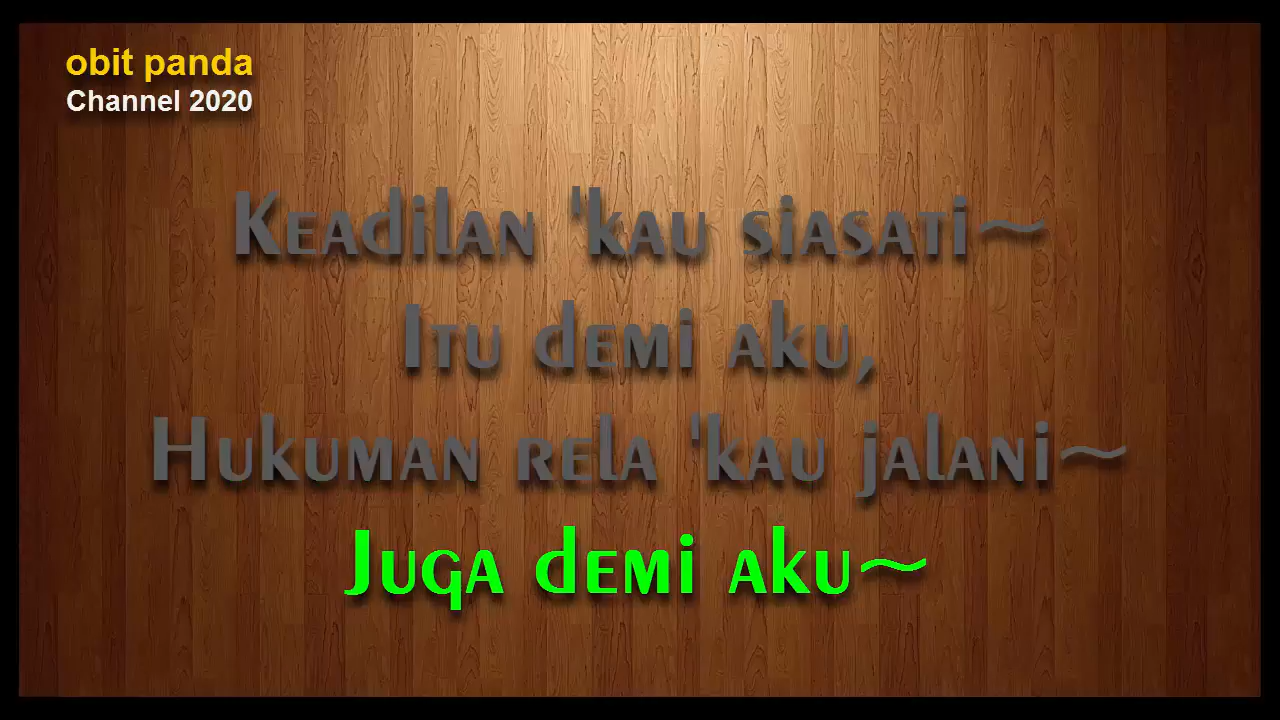 obit panda
Channel 2020
Keadilan 'kau siasati~
Itu demi aku,
Hukuman rela 'kau jalani~
Juga demi aku~